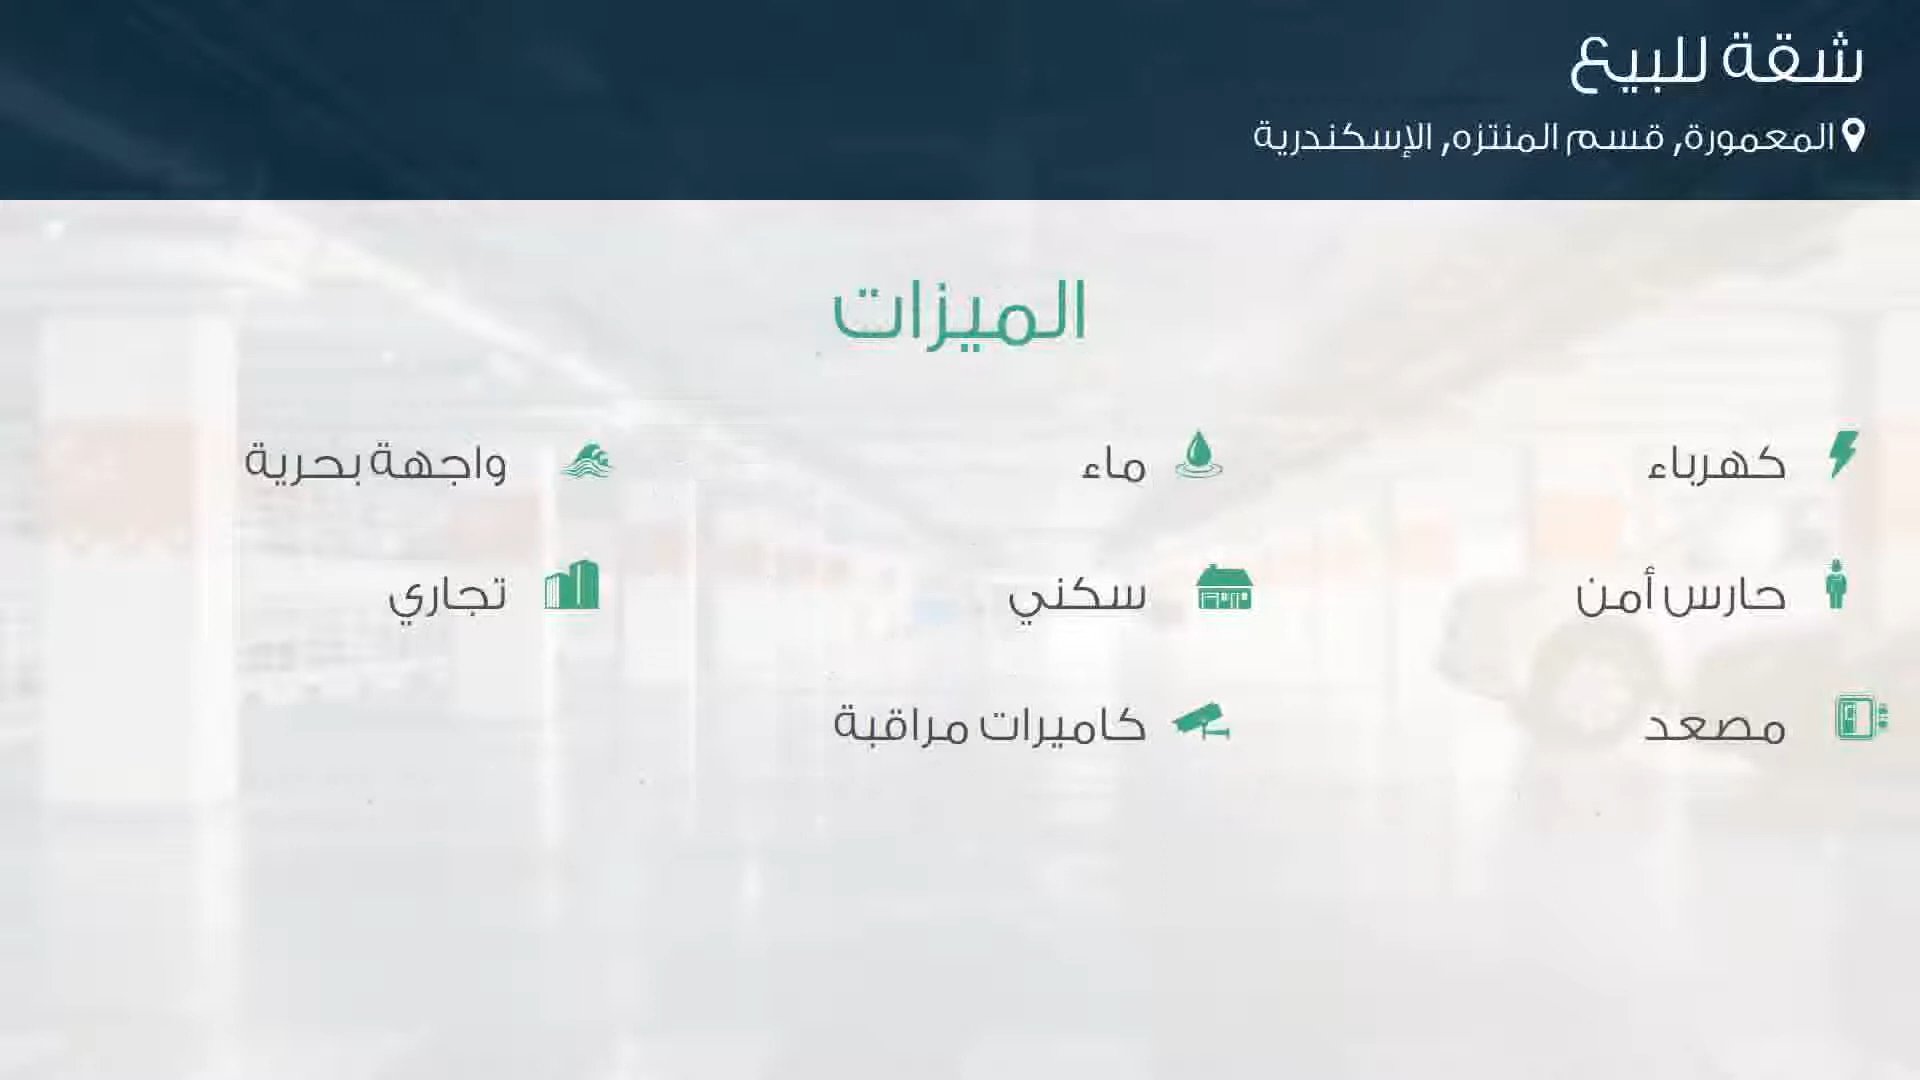 شقة للبيع
المعمورة, قسم المنتزه, الإسكندرية
الميزات
كهرباء ماء واجهة بحرية
حارس أمن سكني تجاري
مصعد كاميرات مراقبة